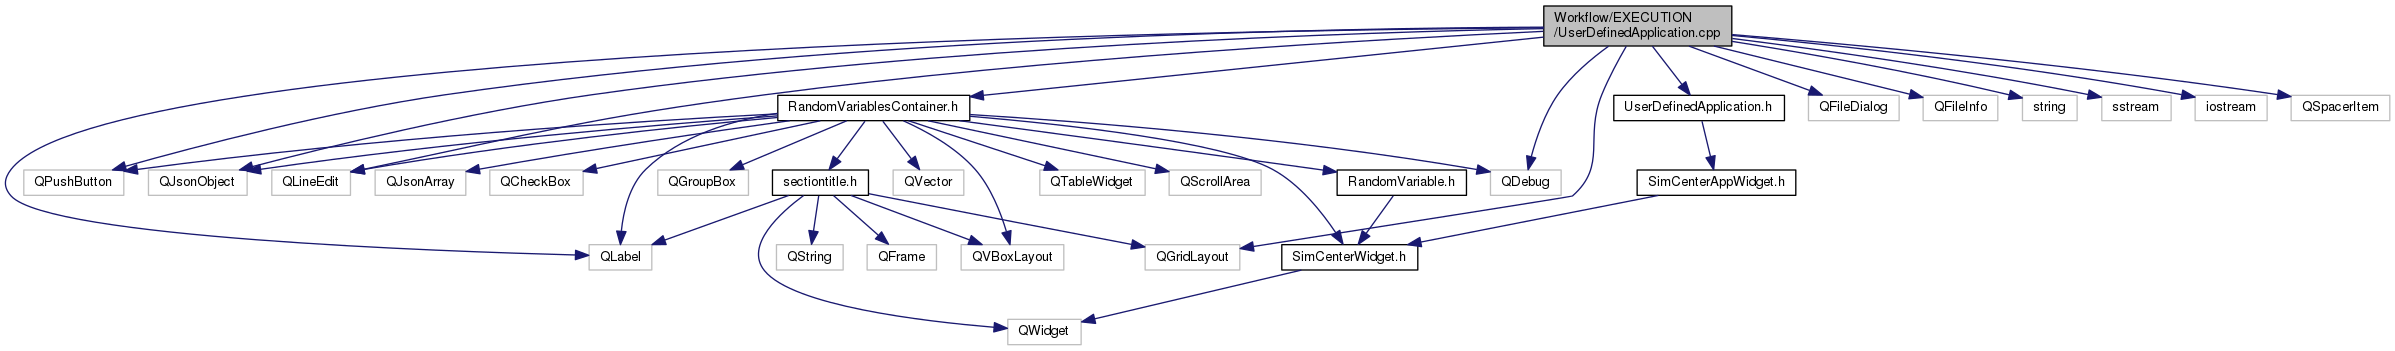 Workflow/EXECUTION
/UserDefinedApplication.cpp
RandomVariablesContainer.h
UserDefinedApplication.h
QFileDialog
QFileInfo
string
sstream
iostream
QSpacerItem
QPushButton
QJsonObject
QLineEdit
QJsonArray
QCheckBox
QGroupBox
sectiontitle.h
QVector
QTableWidget
QScrollArea
RandomVariable.h
QDebug
SimCenterAppWidget.h
QLabel
QString
QFrame
QVBoxLayout
QGridLayout
SimCenterWidget.h
QWidget